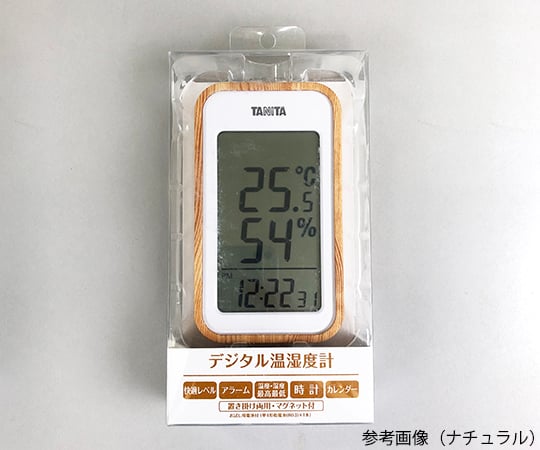 TANITA
25.5℃
54%
PM
12:22 31
デジタル温湿度計
快適レベル アラーム 温度・湿度 最高最低 時計 カレンダー
置き掛け両用・マグネット付
参考画像（ナチュラル）